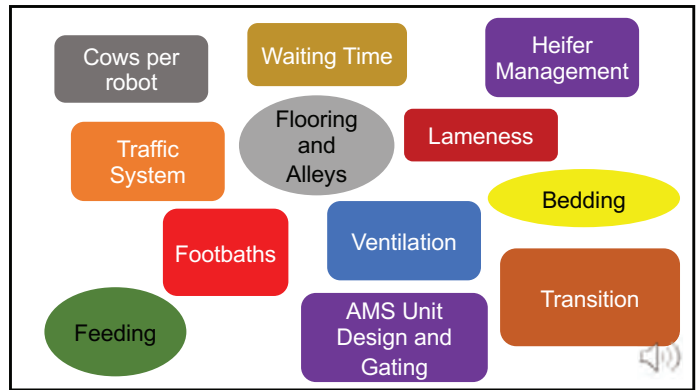 Cows per
robot
Waiting Time
Heifer
Management
Traffic
System
Flooring
and
Alleys
Lameness
Bedding
Footbaths
Ventilation
Transition
Feeding
AMS Unit
Design and
Gating